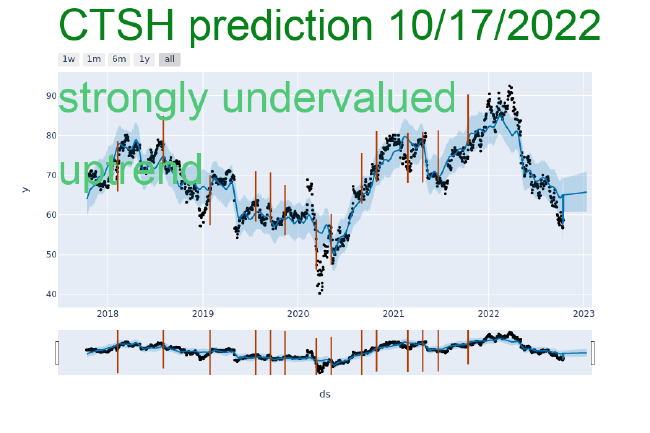 CTSH prediction 10/17/2022
1w 1m 6m 1y all
strongly undervalued
uptrend
90
80
70
60
50
40
y
2018 2019 2020 2021 2022 2023
ds